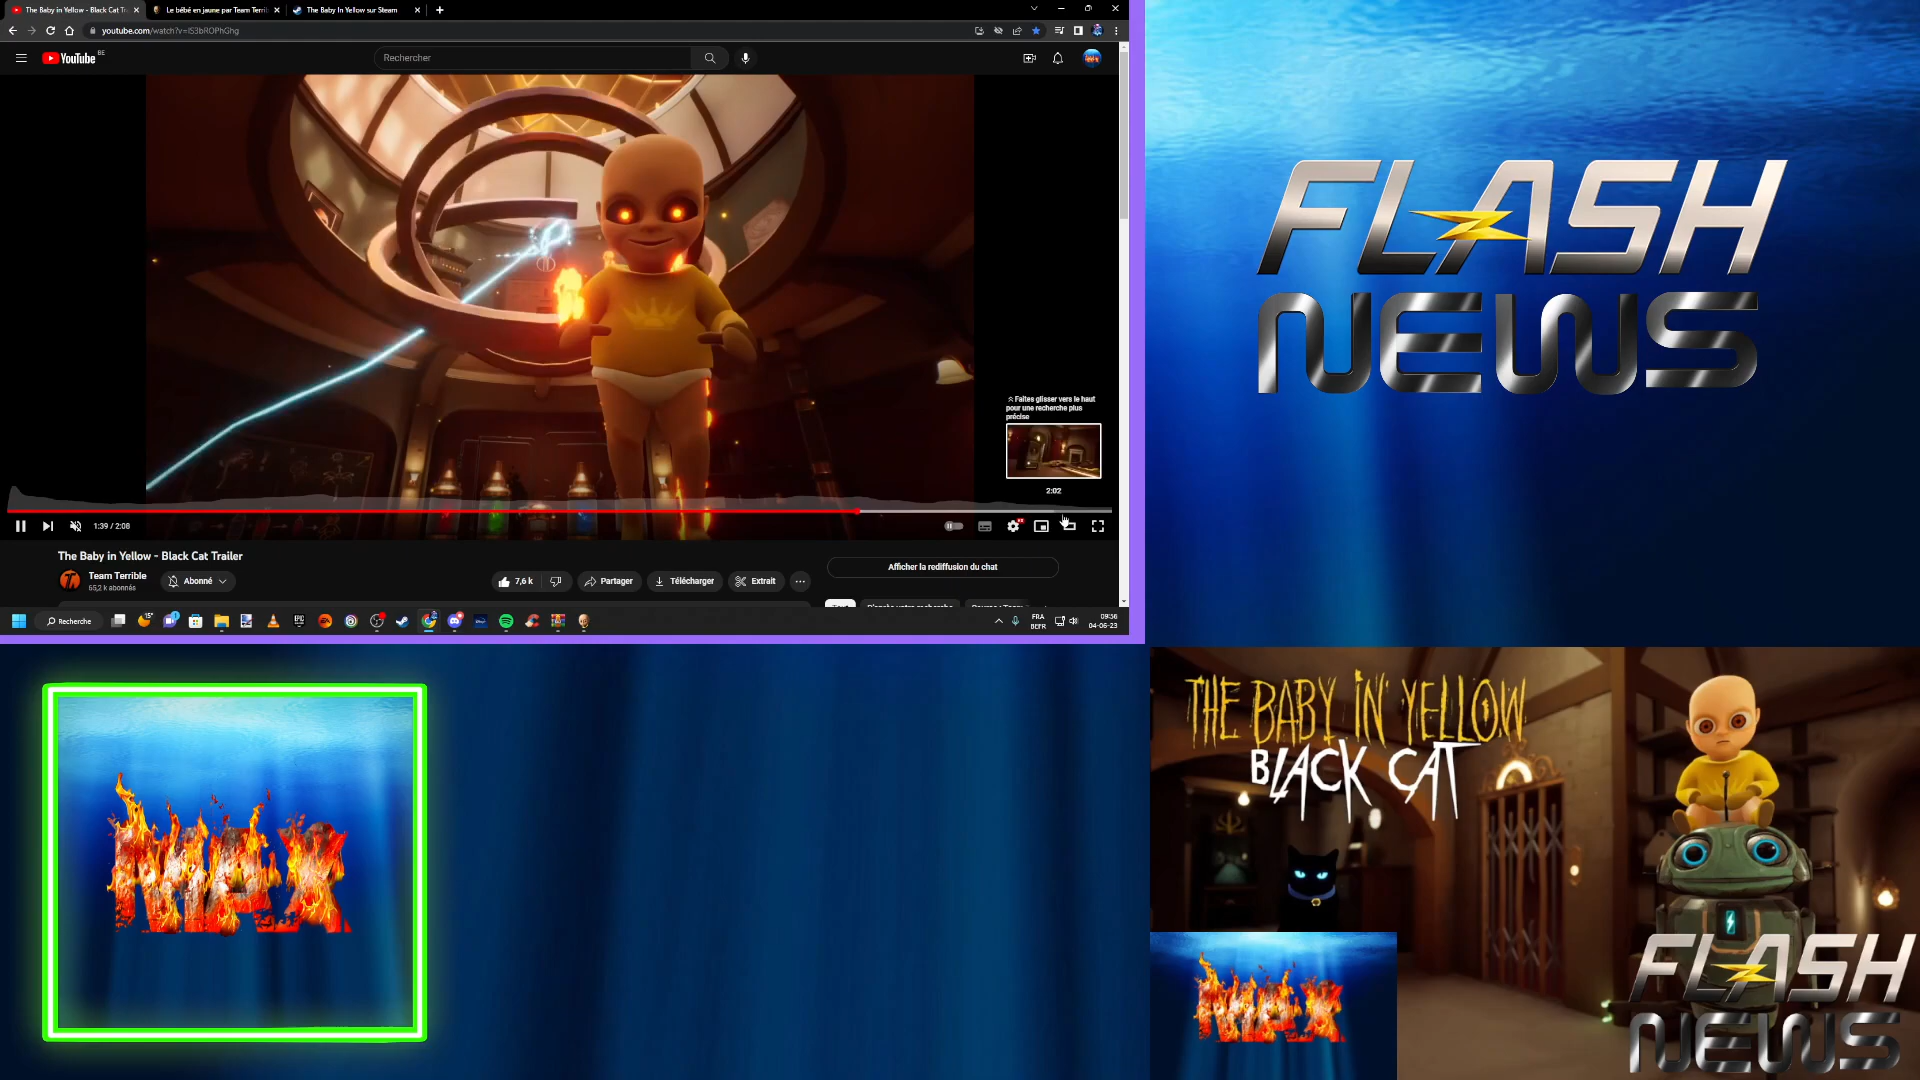 The Baby in Yellow - Black Cat Tr
Le bébé en jaune par Team Terri
The Baby In Yellow sur Steam
youtube.com/watch?v=IS3bROPhGhg
YouTube BE
Rechercher
Faites glisser vers le haut
pour une recherche plus
précise
2:02
1:39 / 2:08
The Baby in Yellow - Black Cat Trailer
Team Terrible
65,2 k abonnés
Abonné
7,6 k
Partager
Télécharger
Extrait
Afficher la rediffusion du chat
Recherche
15°
EPIC
FRA
BEFR
09:56
04-06-23
FLASH
NEWS
THE BABY IN YELLOW
BLACK CAT
FLASH
NEWS